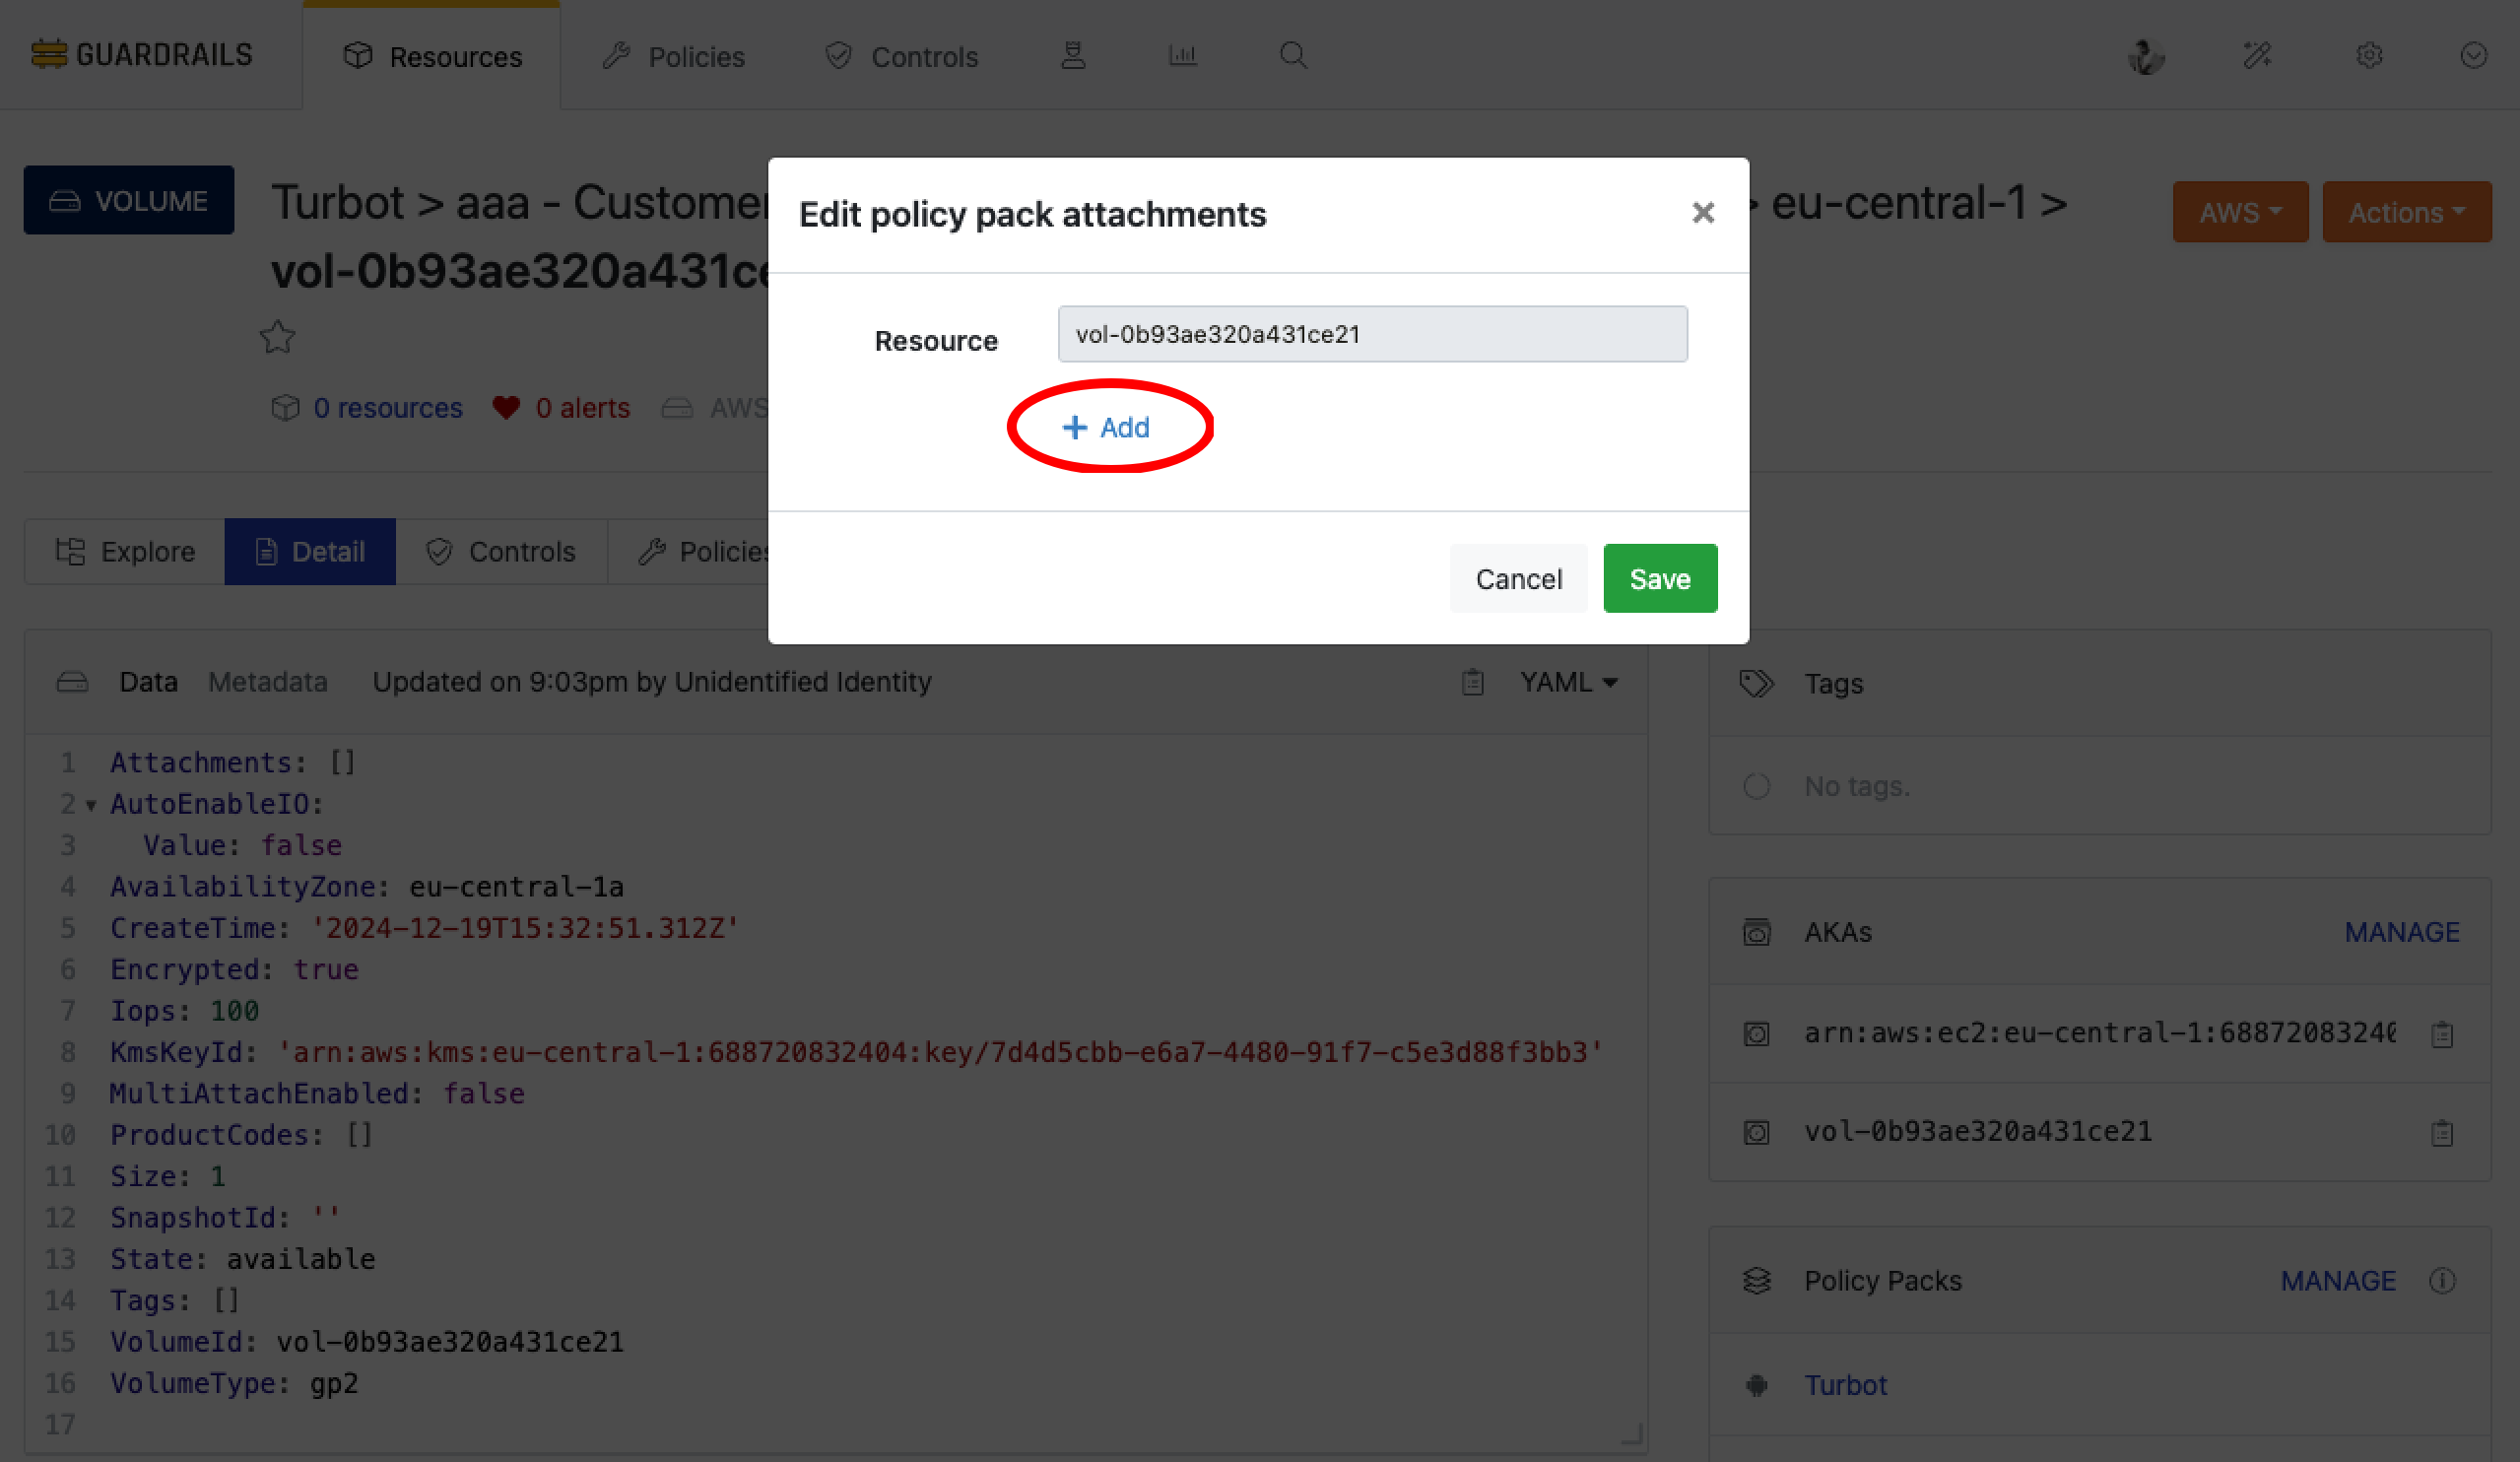 GUARDRAILS
Resources
Policies
Controls
VOLUME
Turbot > aaa - Customer
> eu-central-1 >
vol-0b93ae320a431ce
AWS
Actions
0 resources
0 alerts
AWS
Edit policy pack attachments
×
Resource
vol-0b93ae320a431ce21
+ Add
Cancel
Save
Explore
Detail
Controls
Policies
Data
Metadata
Updated on 9:03pm by Unidentified Identity
YAML
1 Attachments: []
2 AutoEnableIO:
3 Value: false
4 AvailabilityZone: eu-central-1a
5 CreateTime: '2024-12-19T15:32:51.312Z'
6 Encrypted: true
7 Iops: 100
8 KmsKeyId: 'arn:aws:kms:eu-central-1:688720832404:key/7d4d5cbb-e6a7-4480-91f7-c5e3d88f3bb3'
9 MultiAttachEnabled: false
10 ProductCodes: []
11 Size: 1
12 SnapshotId: ''
13 State: available
14 Tags: []
15 VolumeId: vol-0b93ae320a431ce21
16 VolumeType: gp2
17
Tags
No tags.
AKAs
MANAGE
arn:aws:ec2:eu-central-1:68872083240
vol-0b93ae320a431ce21
Policy Packs
MANAGE
Turbot